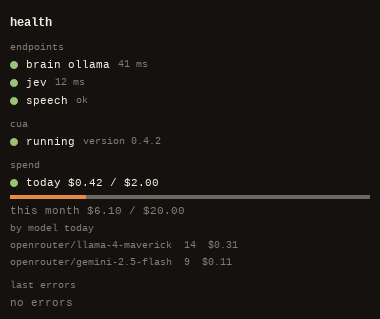 health
endpoints
brain ollama 41 ms
jev 12 ms
speech ok
cua
running version 0.4.2
spend
today $0.42 / $2.00
this month $6.10 / $20.00
by model today
openrouter/llama-4-maverick 14 $0.31
openrouter/gemini-2.5-flash 9 $0.11
last errors
no errors